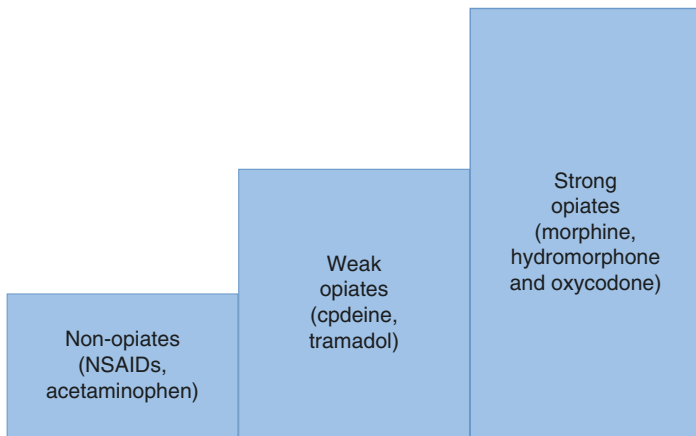 Non-opiates
(NSAIDs,
acetaminophen)
Weak
opiates
(cpdeine,
tramadol)
Strong
opiates
(morphine,
hydromorphone
and oxycodone)